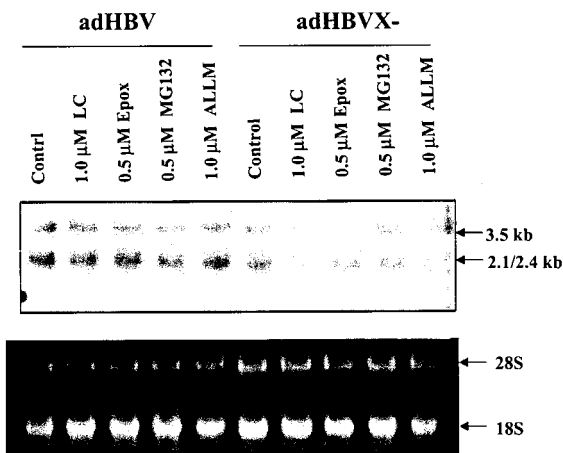 adHBV
adHBVX-
Contrl
1.0 μM LC
0.5 μM Epox
0.5 μM MG132
1.0 μM ALLM
Control
1.0 μM LC
0.5 μM Epox
0.5 μM MG132
1.0 μM ALLM
3.5 kb
2.1/2.4 kb
28S
18S